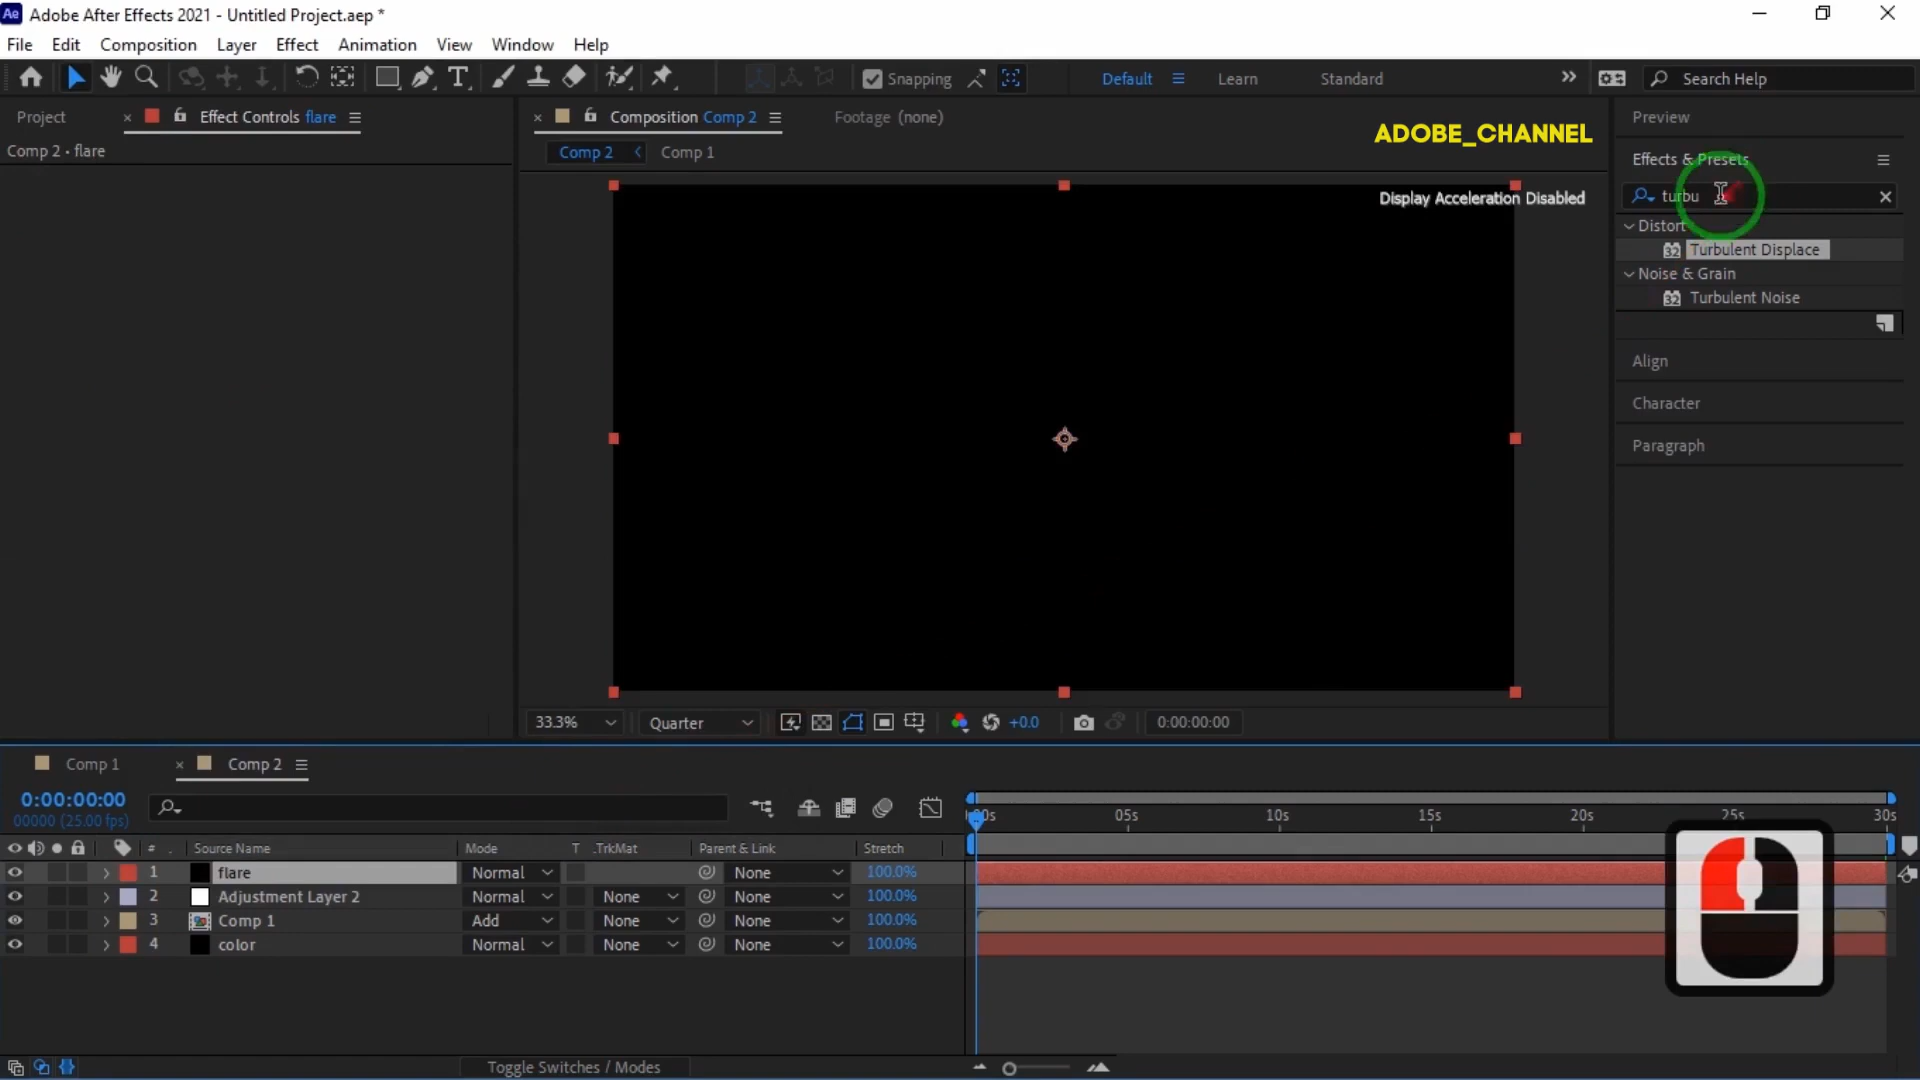 Ae Adobe After Effects 2021 - Untitled Project.aep *
File Edit Composition Layer Effect Animation View Window Help
Snapping Default Learn Standard Search Help
Project Effect Controls flare Composition Comp 2 Footage (none) Preview
ADOBE_CHANNEL
Comp 2 • flare Comp 2 Comp 1 Effects & Presets
Display Acceleration Disabled turbu
Distort
32 Turbulent Displace
Noise & Grain
32 Turbulent Noise
Align
Character
Paragraph
33.3% Quarter +0.0 0:00:00:00
Comp 1 Comp 2
0:00:00:00
00000 (25.00 fps) 05s 10s 15s 20s 25s 30s
# Source Name Mode T .TrkMat Parent & Link Stretch
1 flare Normal None 100.0%
2 Adjustment Layer 2 Normal None None 100.0%
3 Comp 1 Add None None 100.0%
4 color Normal None None 100.0%
Toggle Switches / Modes